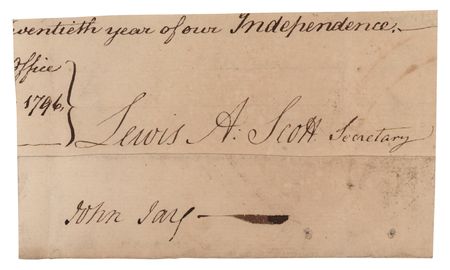 wentieth year of our Independence.
Office
1796.
Lewis A: Scott Secretary
John Jay